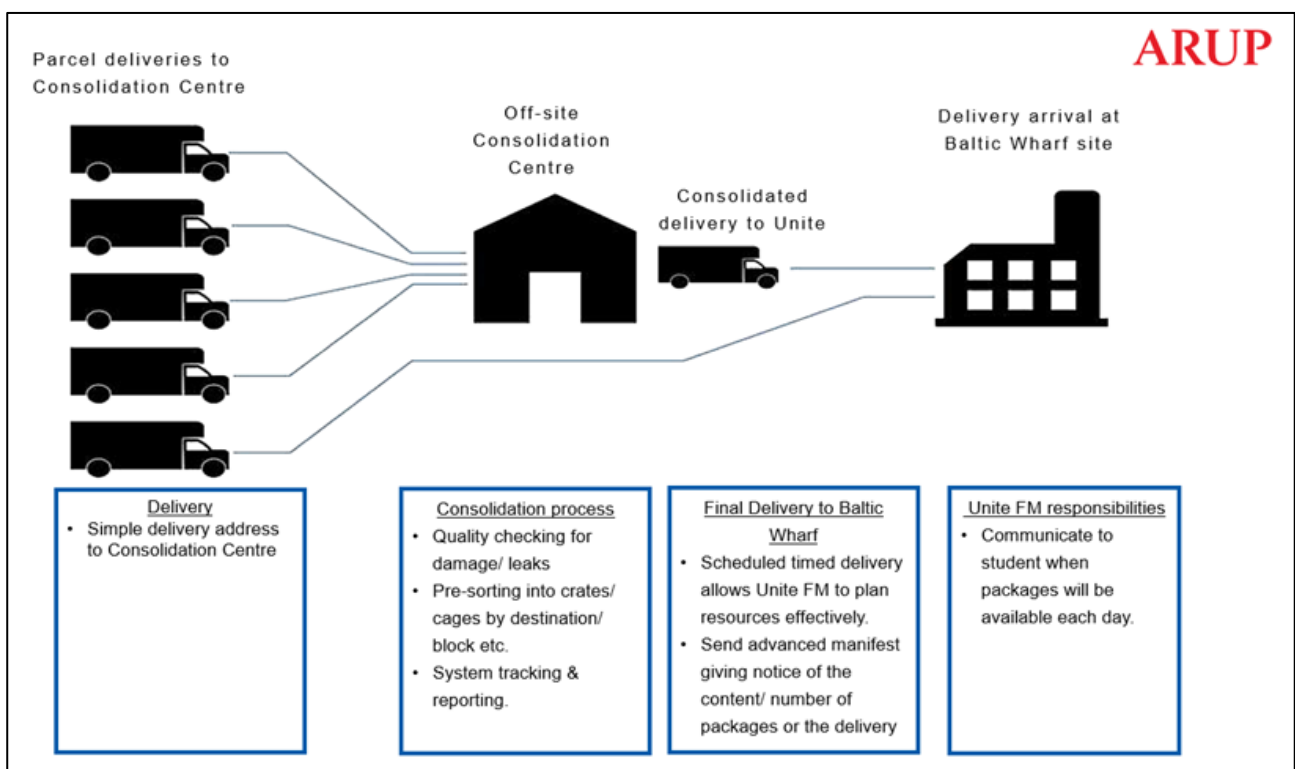 ARUP
Parcel deliveries to
Consolidation Centre
Off-site
Consolidation
Centre
Consolidated
delivery to Unite
Delivery arrival at
Baltic Wharf site
Delivery
• Simple delivery address
to Consolidation Centre
Consolidation process
• Quality checking for
damage/ leaks
• Pre-sorting into crates/
cages by destination/
block etc.
• System tracking &
reporting.
Final Delivery to Baltic
Wharf
• Scheduled timed delivery
allows Unite FM to plan
resources effectively.
• Send advanced manifest
giving notice of the
content/ number of
packages or the delivery
Unite FM responsibilities
• Communicate to
student when
packages will be
available each day.